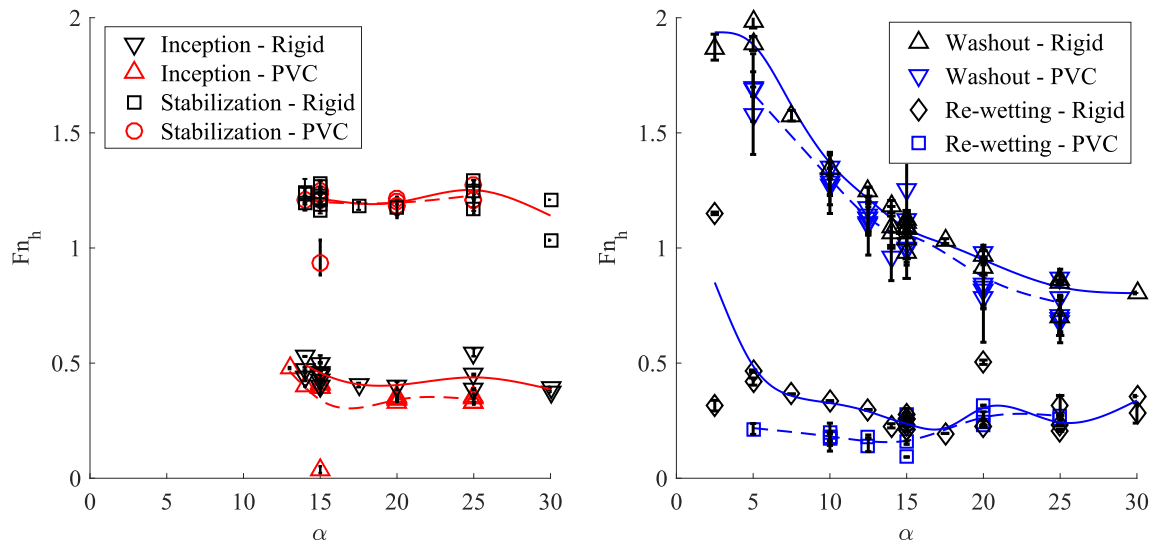 2
1.5
1
0.5
0
Fn_h
0 5 10 15 20 25 30
α
Inception - Rigid
Inception - PVC
Stabilization - Rigid
Stabilization - PVC
2
1.5
1
0.5
0
Fn_h
0 5 10 15 20 25 30
α
Washout - Rigid
Washout - PVC
Re-wetting - Rigid
Re-wetting - PVC